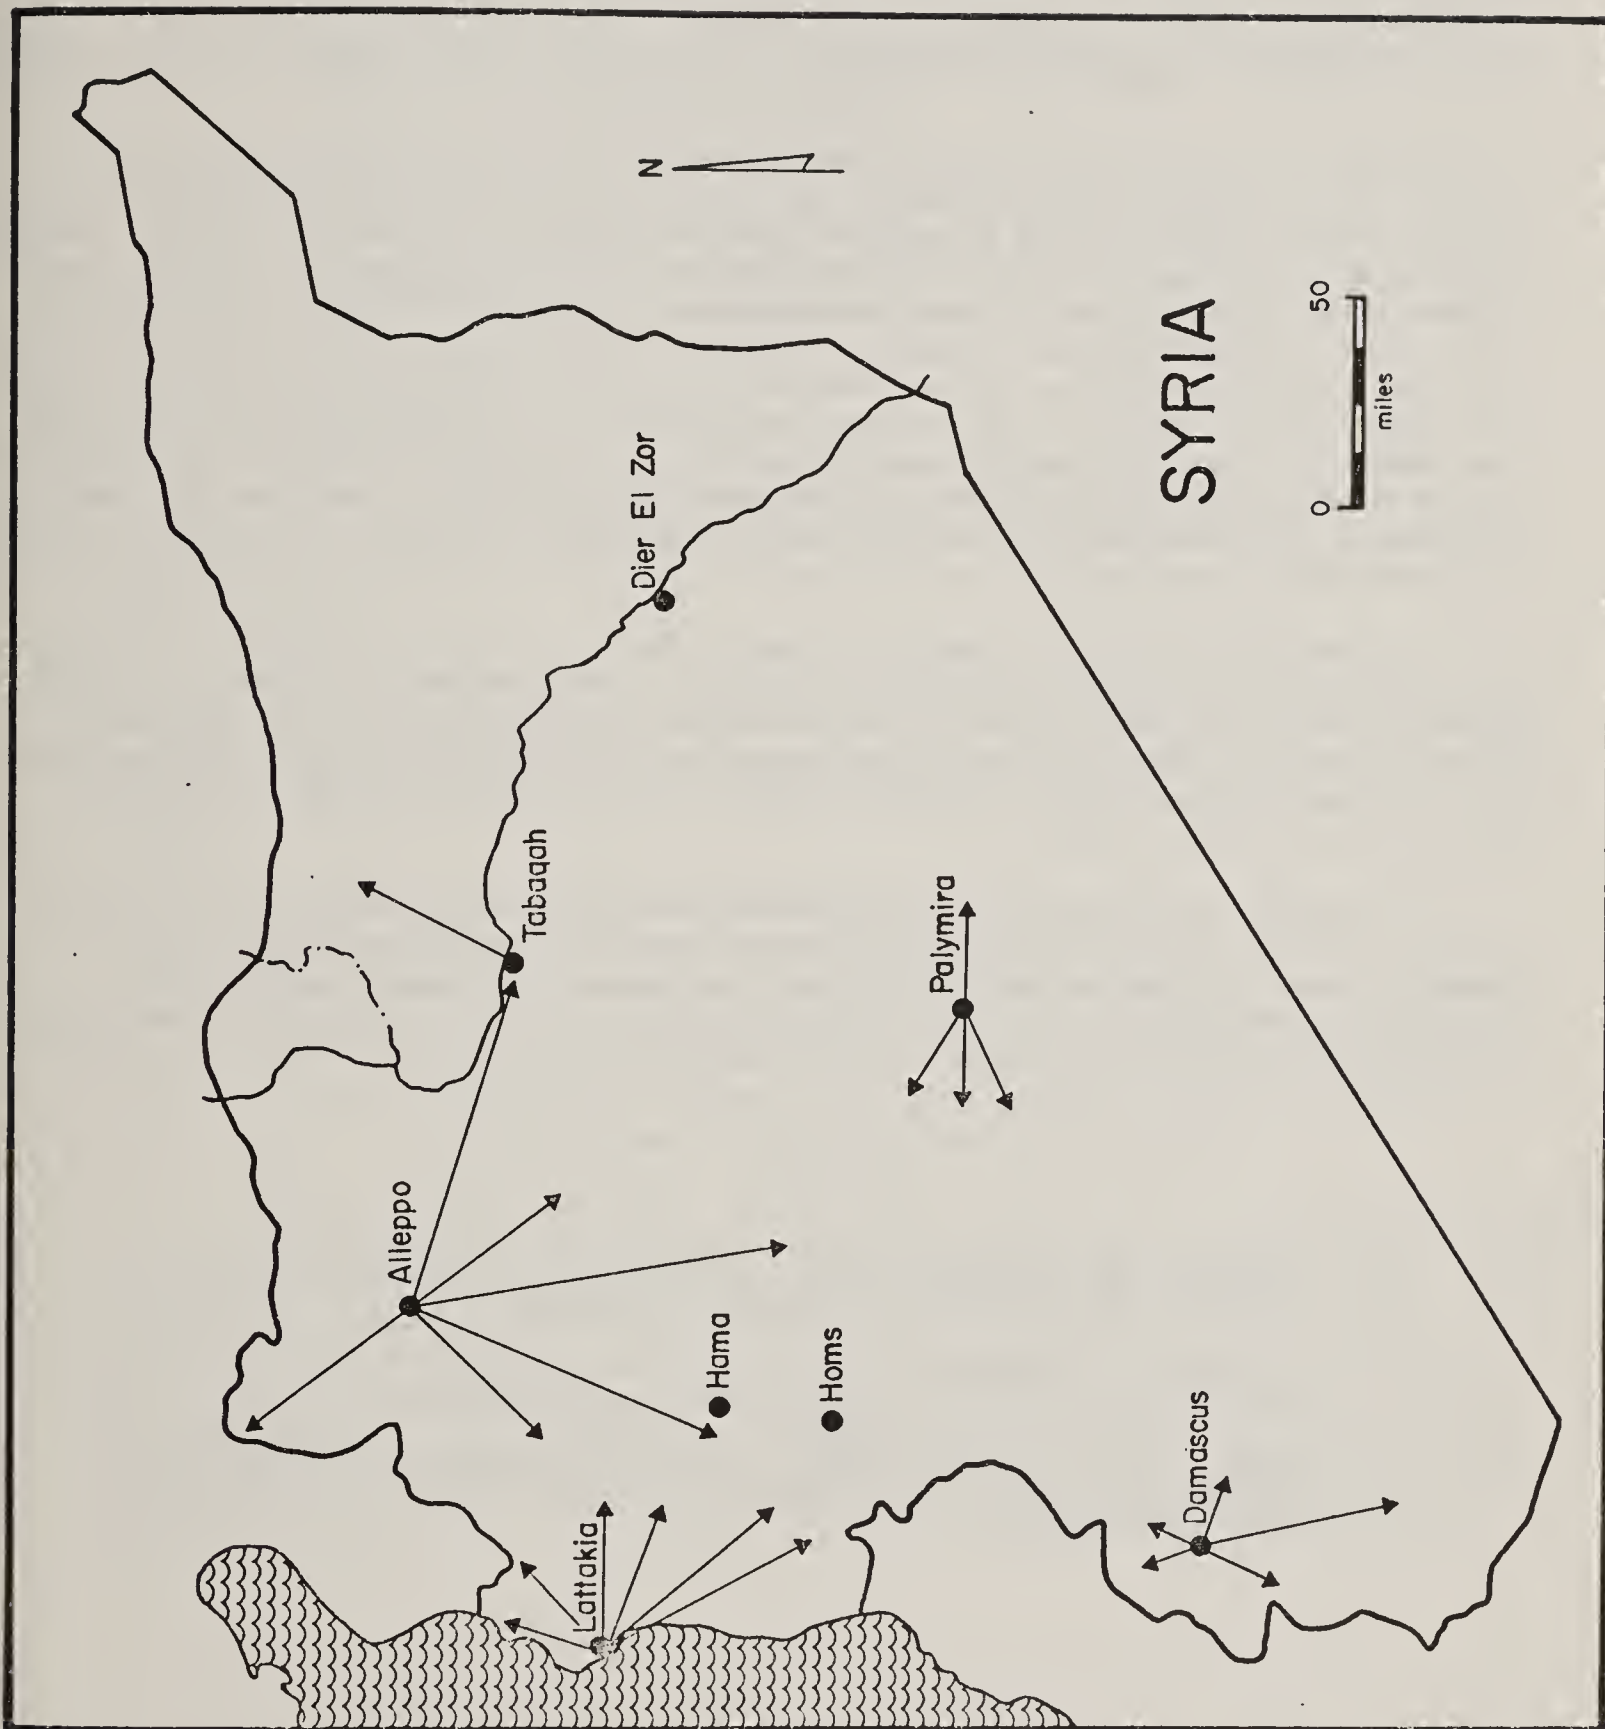 N
Dier El Zor
Tabaqah
Alleppo
Palymira
Hama
Homs
Lattakia
Damascus
SYRIA
0 50
miles